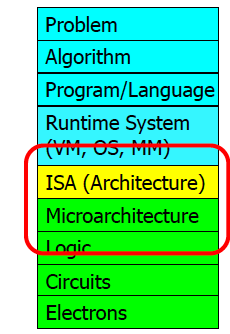 Problem
Algorithm
Program/Language
Runtime System
(VM, OS, MM)
ISA (Architecture)
Microarchitecture
Logic
Circuits
Electrons